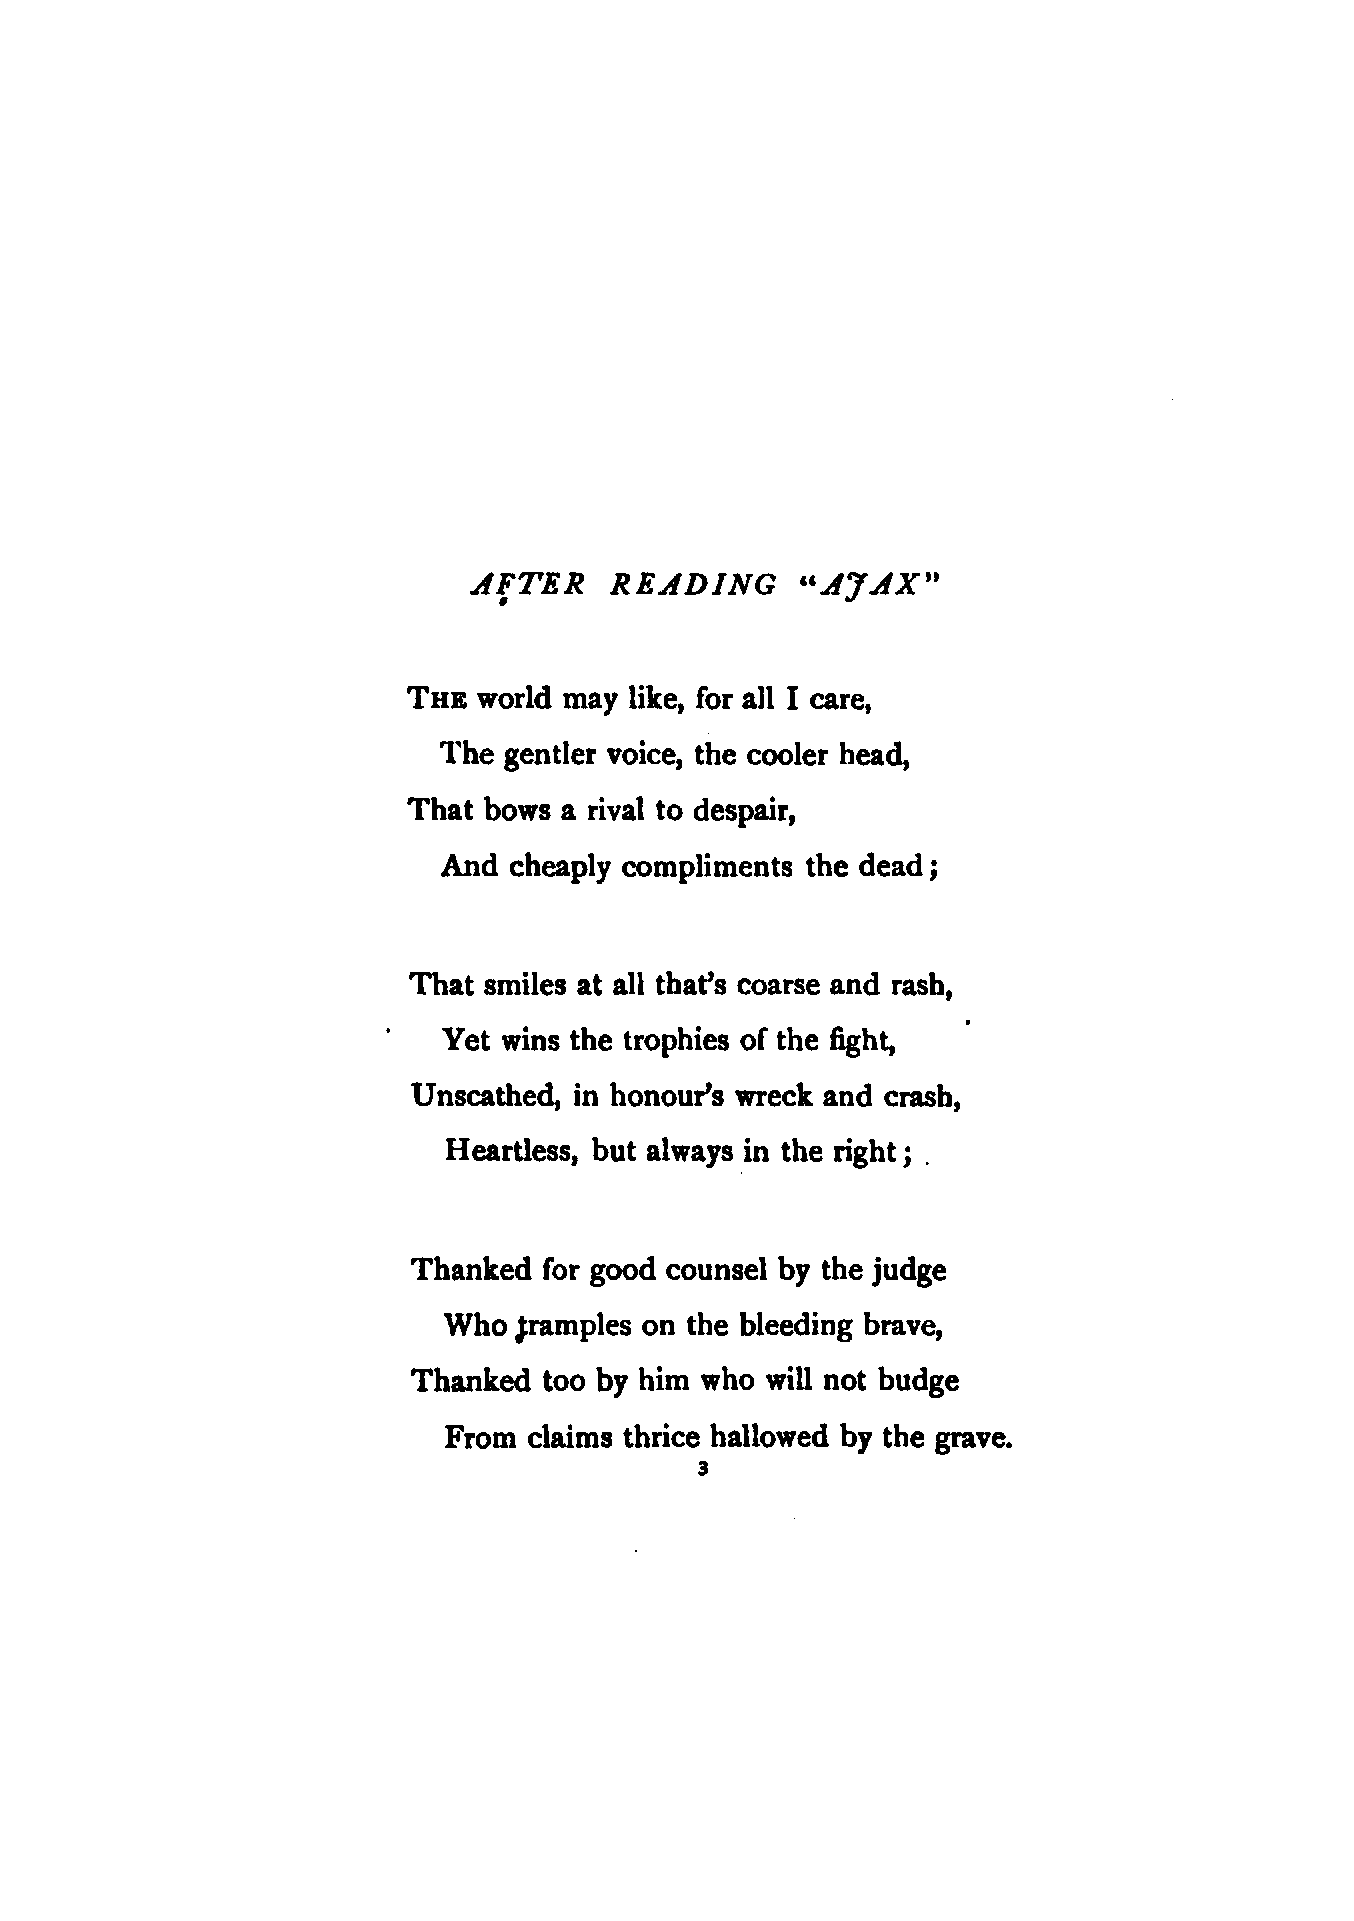 AFTER READING “AJAX”
THE world may like, for all I care,
The gentler voice, the cooler head,
That bows a rival to despair,
And cheaply compliments the dead;
That smiles at all that’s coarse and rash,
Yet wins the trophies of the fight,
Unscathed, in honour’s wreck and crash,
Heartless, but always in the right;
Thanked for good counsel by the judge
Who tramples on the bleeding brave,
Thanked too by him who will not budge
From claims thrice hallowed by the grave.
3